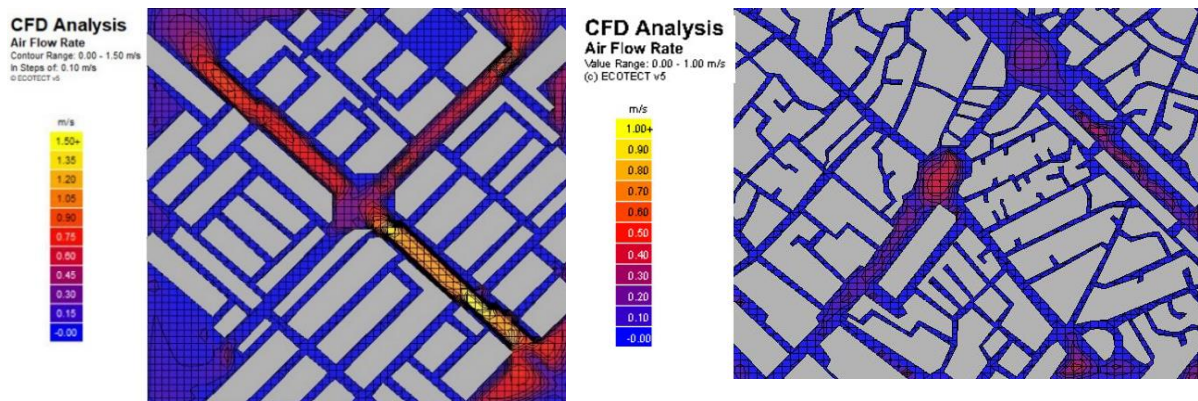 CFD Analysis
Air Flow Rate
Contour Range: 0.00 - 1.50 m/s
In Steps of: 0.10 m/s
© ECOTECT v5
m/s
1.50+
1.35
1.20
1.05
0.90
0.75
0.60
0.45
0.30
0.15
-0.00
CFD Analysis
Air Flow Rate
Value Range: 0.00 - 1.00 m/s
(c) ECOTECT v5
m/s
1.00+
0.90
0.80
0.70
0.60
0.50
0.40
0.30
0.20
0.10
-0.00